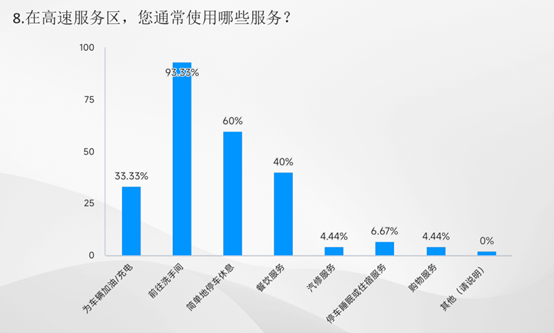 8.在高速服务区，您通常使用哪些服务？
100
75
50
25
0
33.33%
93.33%
60%
40%
4.44%
6.67%
4.44%
0%
为车辆加油/充电
前往洗手间
简单地停车休息
餐饮服务
汽修服务
停车睡眠或住宿服务
购物服务
其他（请说明）